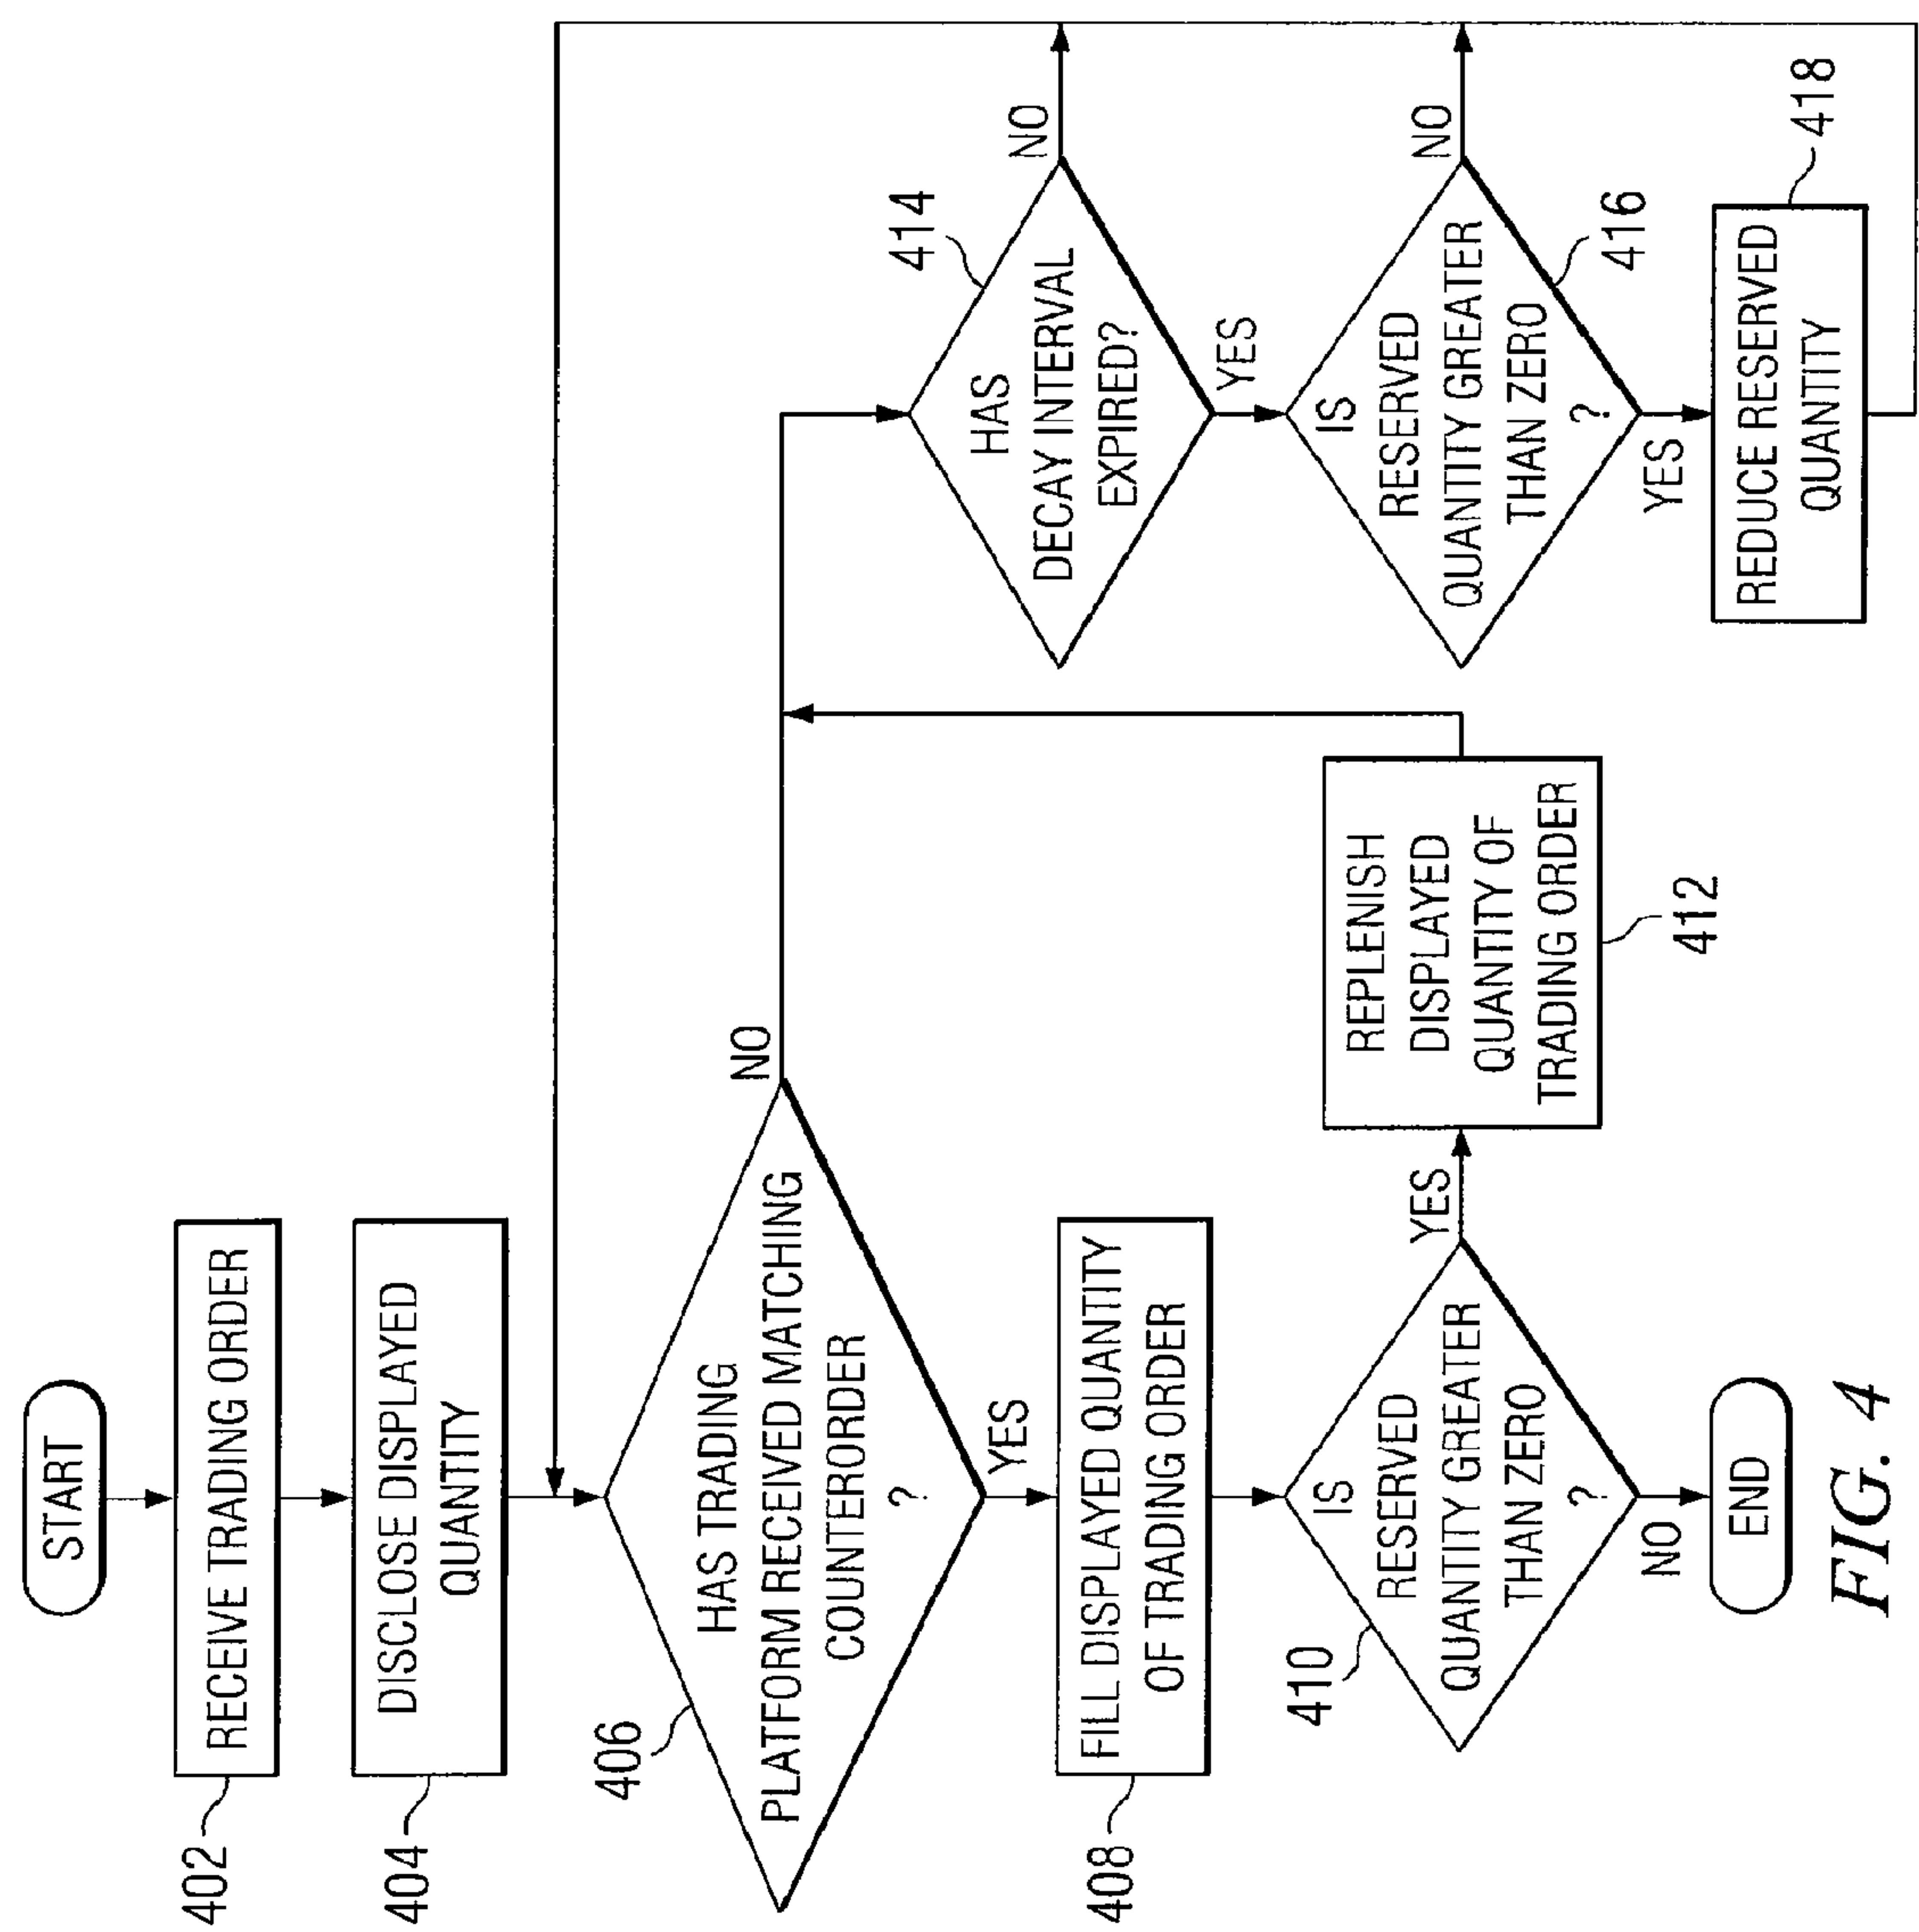 START
402
RECEIVE TRADING ORDER
404
DISCLOSE DISPLAYED
QUANTITY
406
HAS TRADING
PLATFORM RECEIVED MATCHING
COUNTERORDER
?
NO
YES
408
FILL DISPLAYED QUANTITY
OF TRADING ORDER
410
IS
RESERVED
QUANTITY GREATER
THAN ZERO
?
YES
NO
END
REPLENISH
DISPLAYED
QUANTITY OF
TRADING ORDER
412
414
HAS
DECAY INTERVAL
EXPIRED?
NO
YES
IS
RESERVED
QUANTITY GREATER
THAN ZERO
?
416
NO
YES
418
REDUCE RESERVED
QUANTITY
FIG. 4